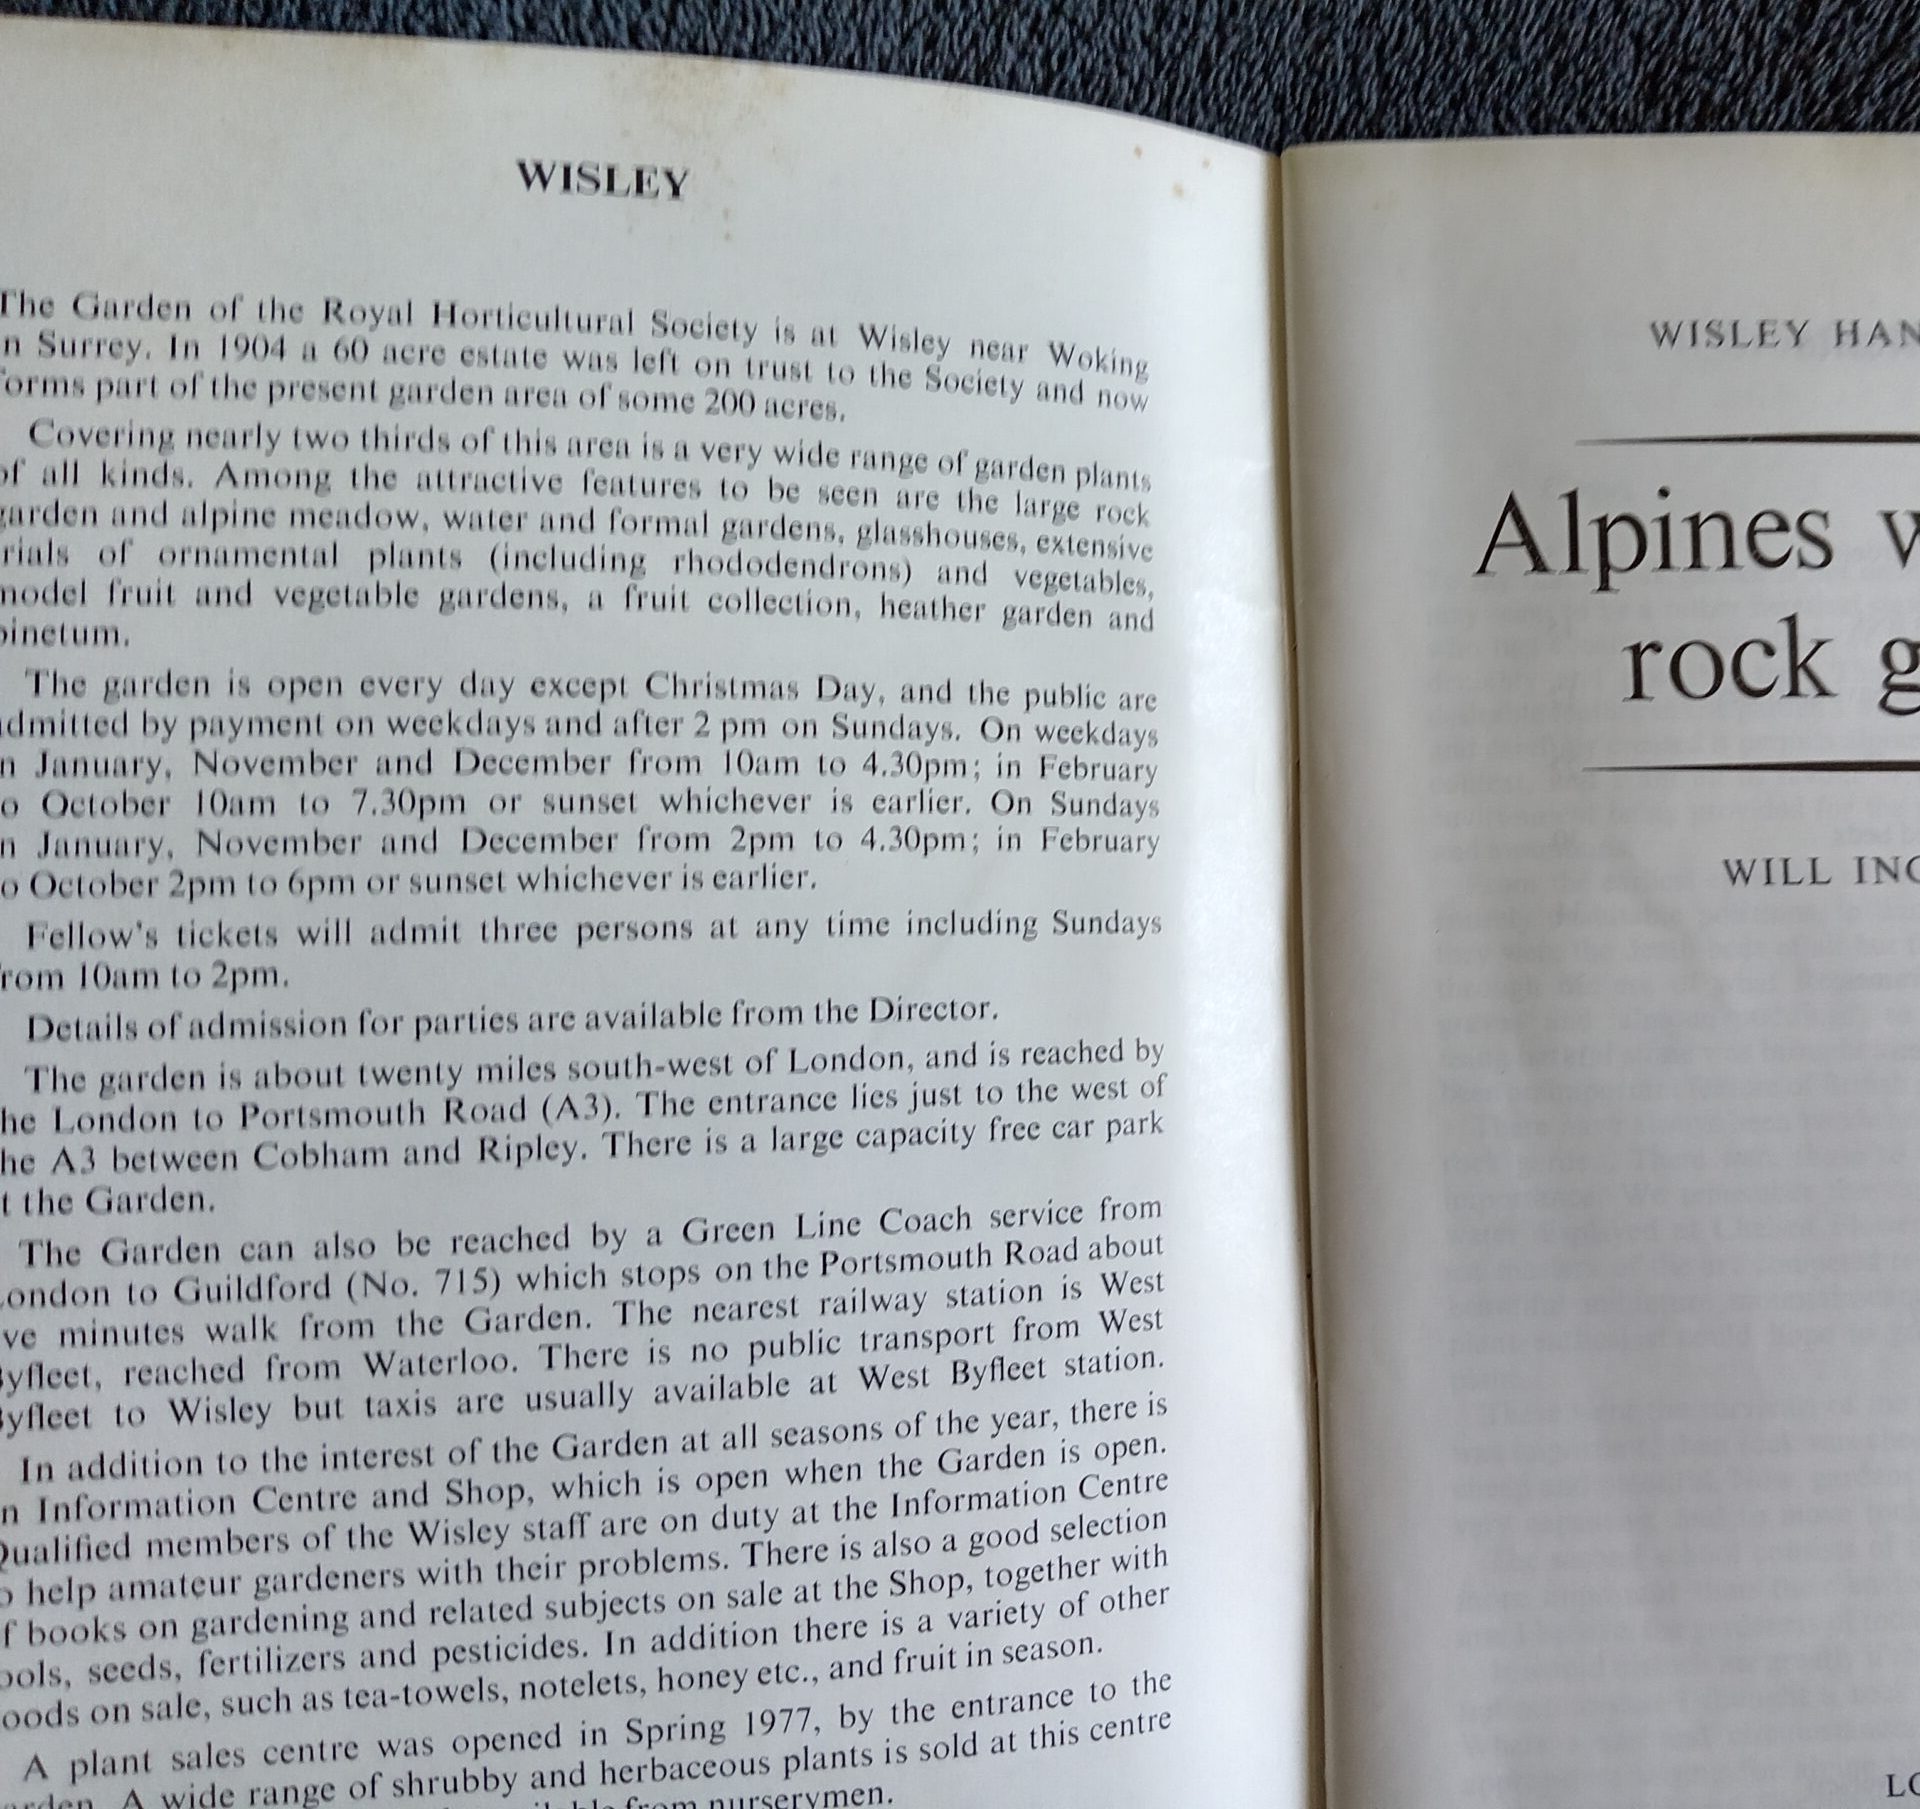 WISLEY
The Garden of the Royal Horticultural Society is at Wisley near Woking
n Surrey. In 1904 a 60 acre estate was left on trust to the Society and now
orms part of the present garden area of some 200 acres.
Covering nearly two thirds of this area is a very wide range of garden plants
of all kinds. Among the attractive features to be seen are the large rock
garden and alpine meadow, water and formal gardens, glasshouses, extensive
rials of ornamental plants (including rhododendrons) and vegetables,
model fruit and vegetable gardens, a fruit collection, heather garden and
pinetum.
The garden is open every day except Christmas Day, and the public are
admitted by payment on weekdays and after 2 pm on Sundays. On weekdays
n January, November and December from 10am to 4.30pm; in February
o October 10am to 7.30pm or sunset whichever is earlier. On Sundays
n January, November and December from 2pm to 4.30pm; in February
o October 2pm to 6pm or sunset whichever is earlier.
Fellow's tickets will admit three persons at any time including Sundays
from 10am to 2pm.
Details of admission for parties are available from the Director.
The garden is about twenty miles south-west of London, and is reached by
he London to Portsmouth Road (A3). The entrance lies just to the west of
he A3 between Cobham and Ripley. There is a large capacity free car park
t the Garden.
The Garden can also be reached by a Green Line Coach service from
London to Guildford (No. 715) which stops on the Portsmouth Road about
ve minutes walk from the Garden. The nearest railway station is West
Byfleet, reached from Waterloo. There is no public transport from West
Byfleet to Wisley but taxis are usually available at West Byfleet station.
In addition to the interest of the Garden at all seasons of the year, there is
n Information Centre and Shop, which is open when the Garden is open.
Qualified members of the Wisley staff are on duty at the Information Centre
o help amateur gardeners with their problems. There is also a good selection
f books on gardening and related subjects on sale at the Shop, together with
ools, seeds, fertilizers and pesticides. In addition there is a variety of other
oods on sale, such as tea-towels, notelets, honey etc., and fruit in season.
A plant sales centre was opened in Spring 1977, by the entrance to the
arden. A wide range of shrubby and herbaceous plants is sold at this centre
from nurserymen.
WISLEY HAN
Alpines w
rock g
WILL ING
LO